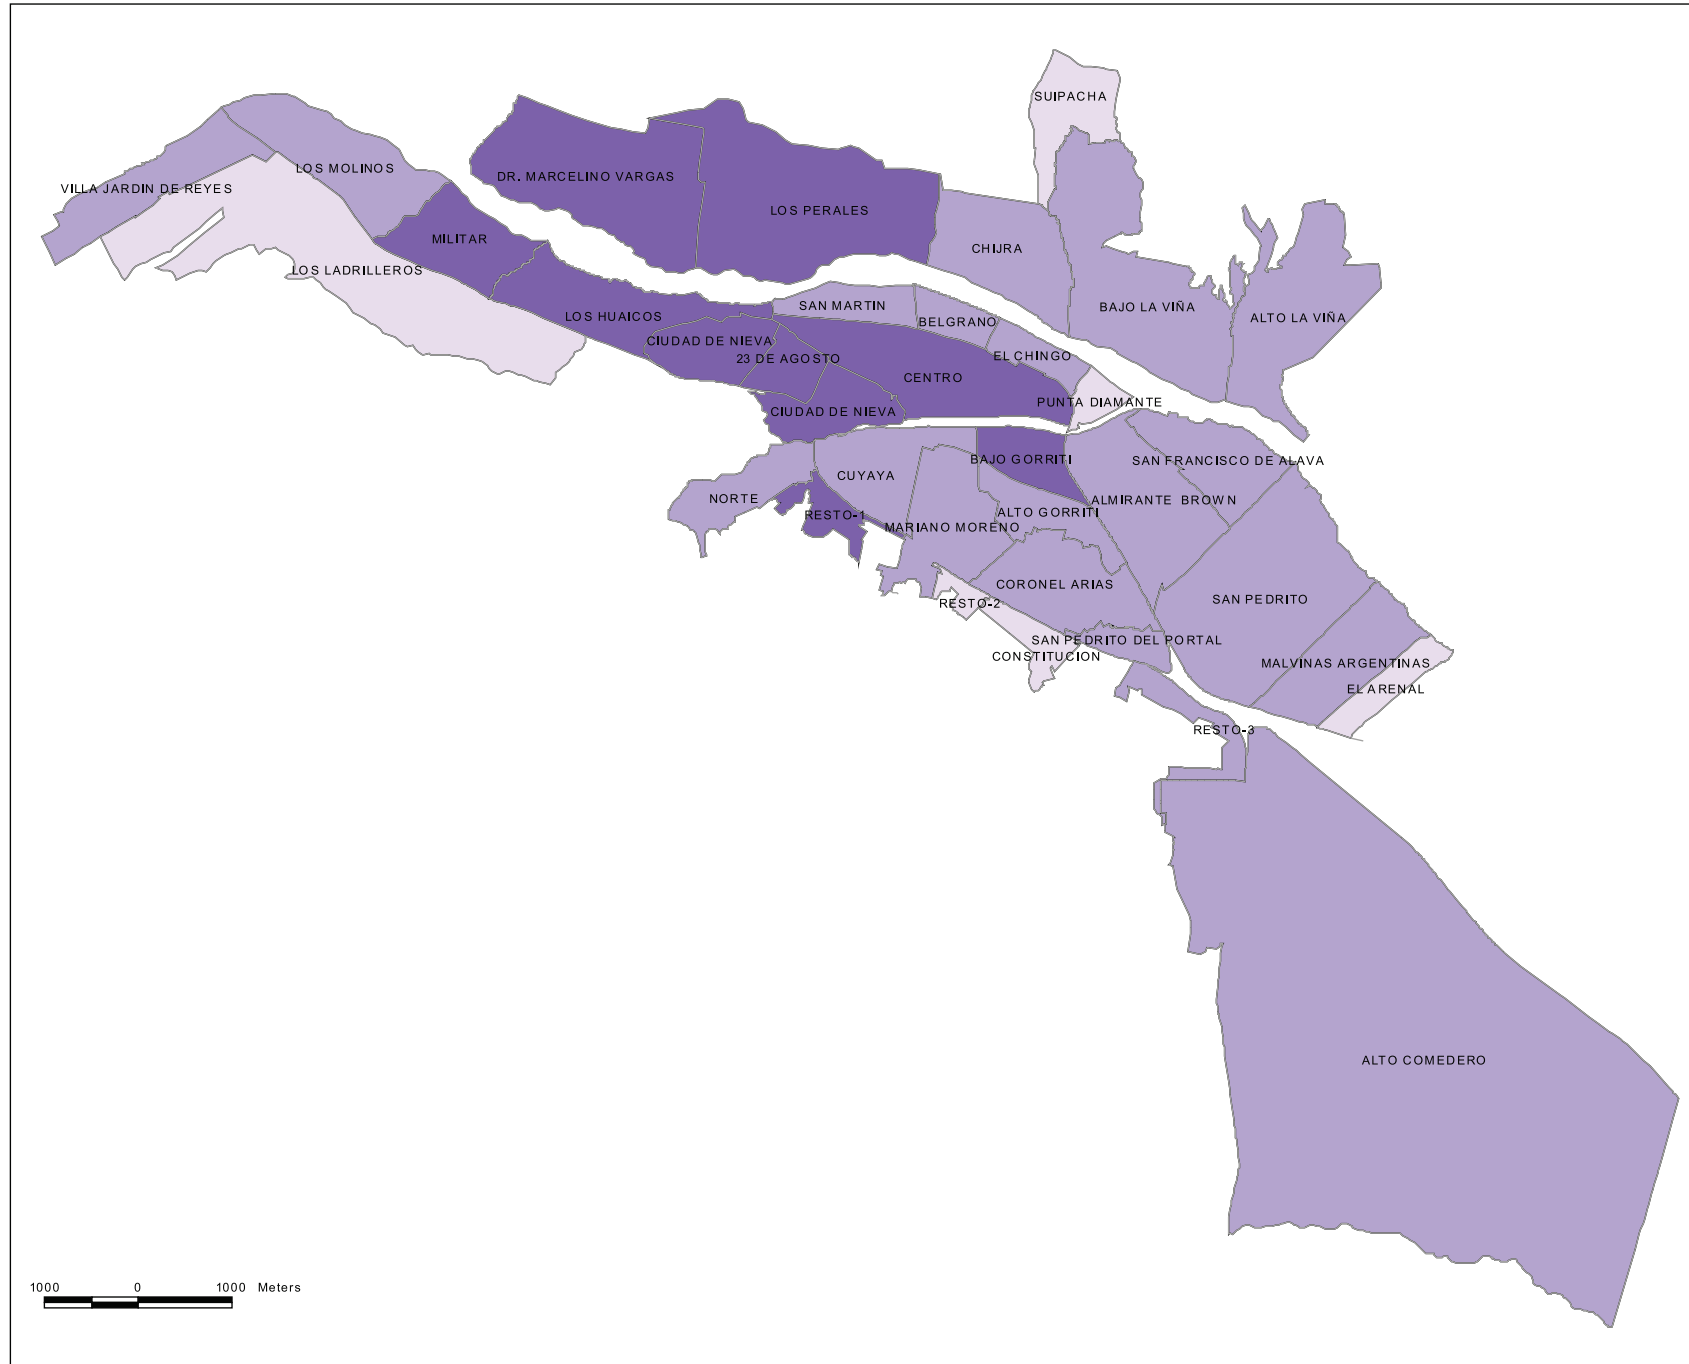 SUIPACHA
LOS MOLINOS
VILLA JARDIN DE REYES
DR. MARCELINO VARGAS
LOS PERALES
MILITAR
CHIJRA
LOS LADRILLEROS
SAN MARTIN
BAJO LA VIÑA
LOS HUAICOS
ALTO LA VIÑA
BELGRANO
CIUDAD DE NIEVA
23 DE AGOSTO
EL CHINGO
CENTRO
PUNTA DIAMANTE
CIUDAD DE NIEVA
BAJO GORRITI
SAN FRANCISCO DE ALAVA
CUYAYA
NORTE
ALMIRANTE BROWN
RESTO-1
ALTO GORRITI
MARIANO MORENO
CORONEL ARIAS
RESTO-2
SAN PEDRITO
SAN PEDRITO DEL PORTAL
CONSTITUCION
MALVINAS ARGENTINAS
EL ARENAL
RESTO-3
ALTO COMEDERO
1000 0 1000 Meters